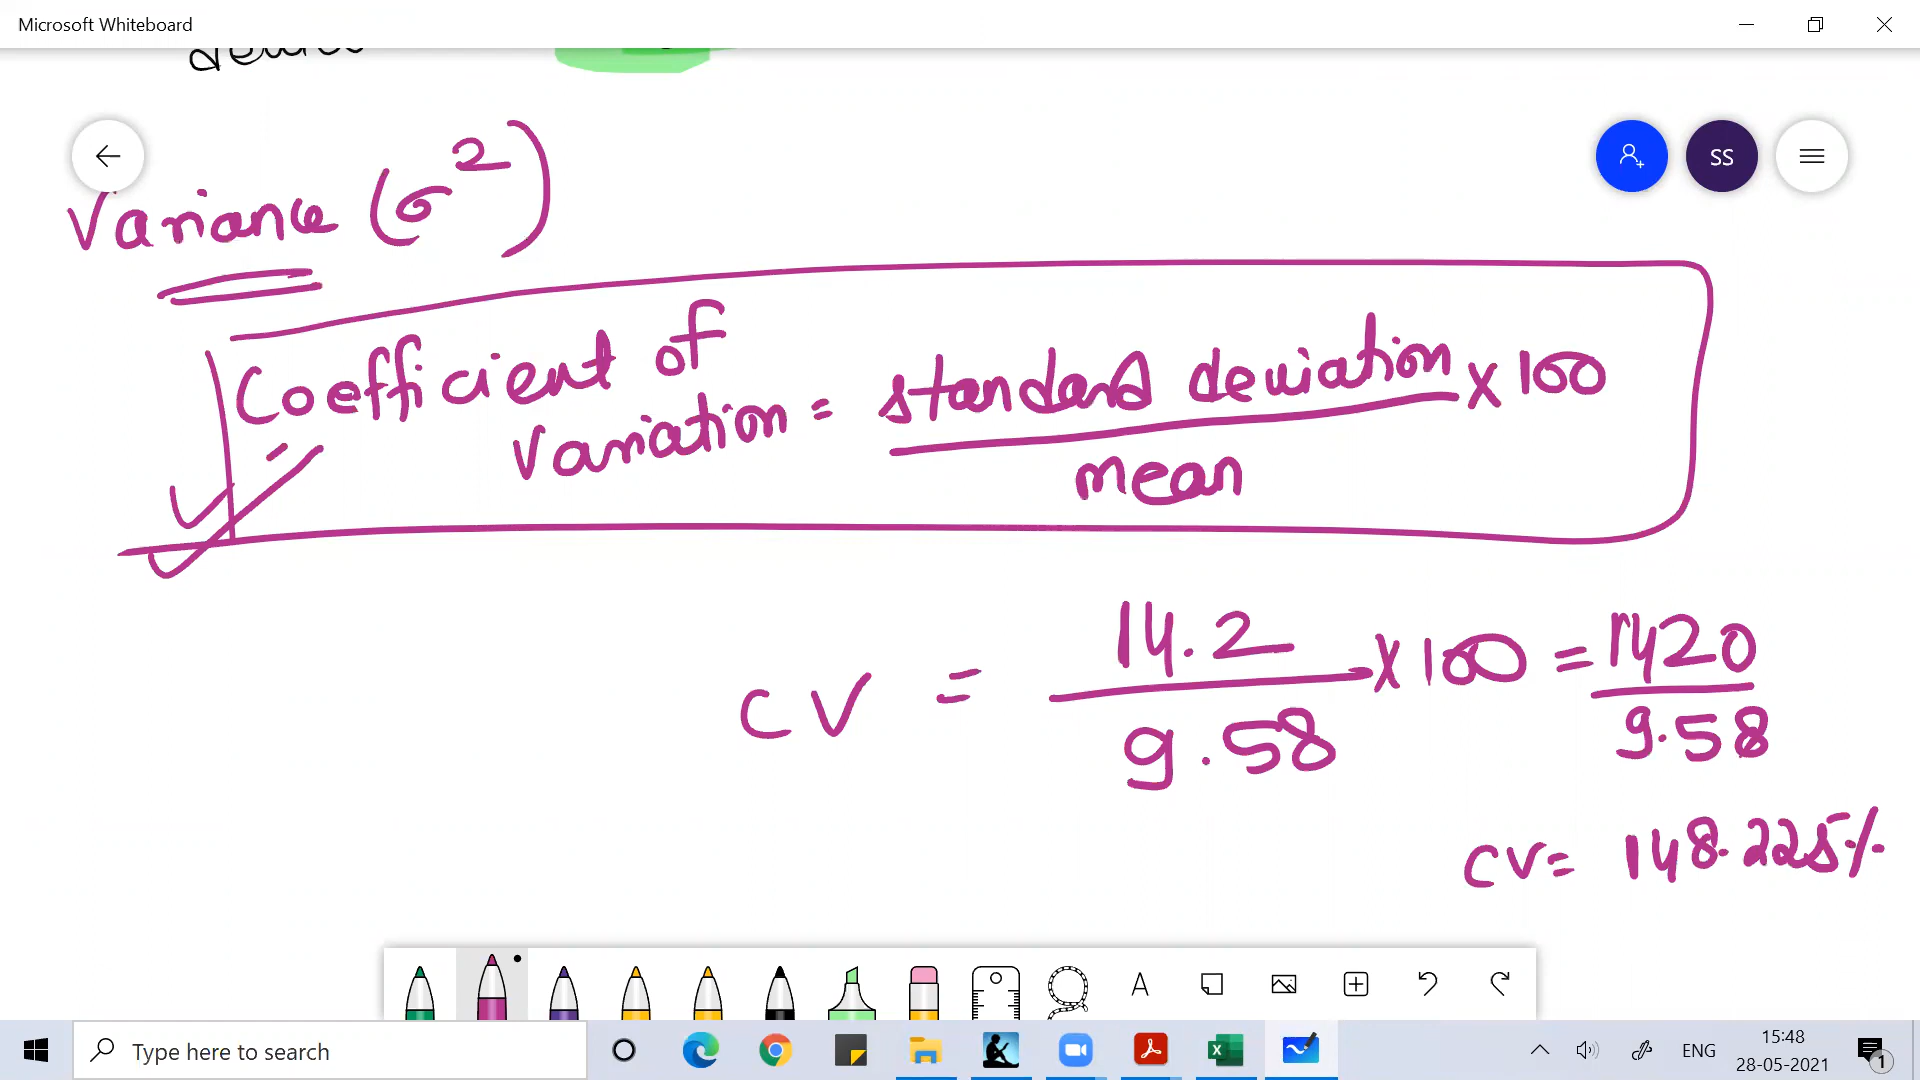 Microsoft Whiteboard
Variance (σ²)
SS
Coefficient of
variation = standard deviation × 100
mean
CV = 14.2 × 100 = 1420
9.58 9.58
CV = 148.225%
A
Type here to search
ENG
15:48
28-05-2021
1